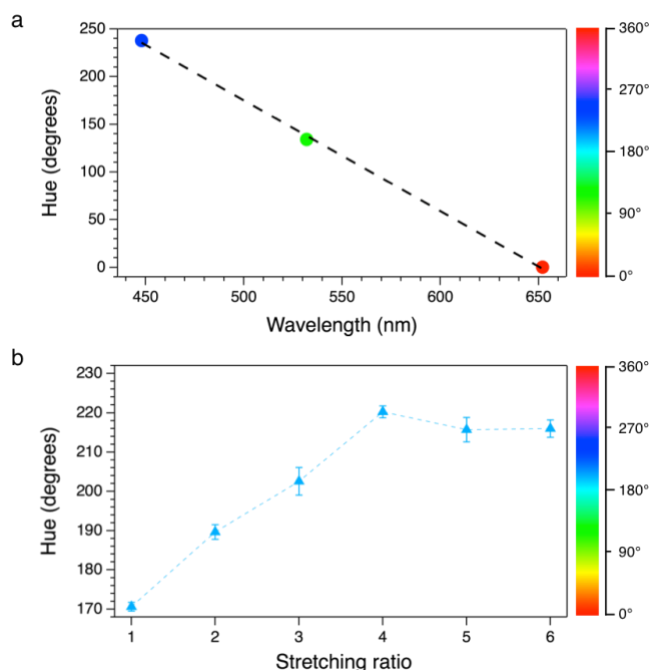 a
250
200
150
100
50
0
Hue (degrees)
450 500 550 600 650
Wavelength (nm)
360°
270°
180°
90°
0°
b
230
220
210
200
190
180
170
Hue (degrees)
1 2 3 4 5 6
Stretching ratio
360°
270°
180°
90°
0°